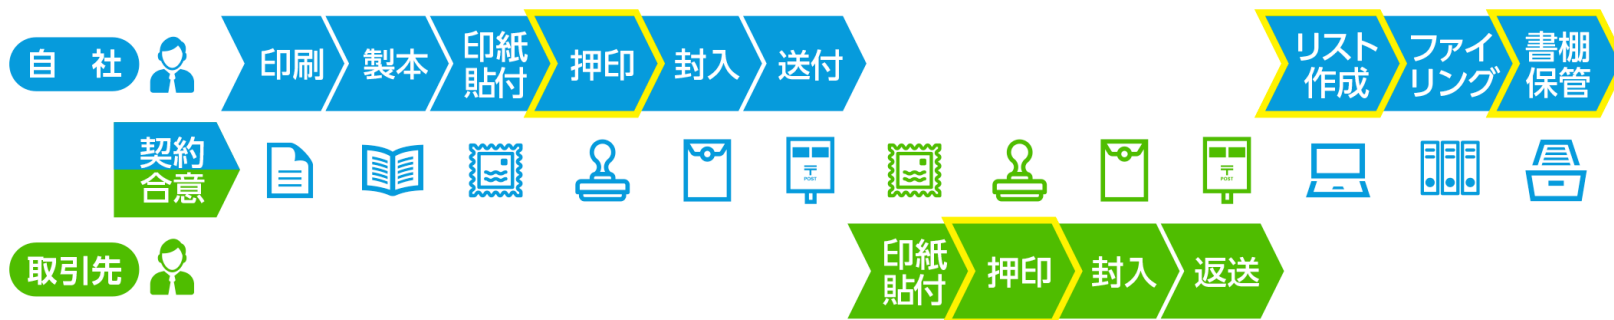 自 社
印刷
製本
印紙
貼付
押印
封入
送付
リスト
作成
ファイ
リング
書棚
保管
契約
合意
〒
POST
〒
POST
取引先
印紙
貼付
押印
封入
返送